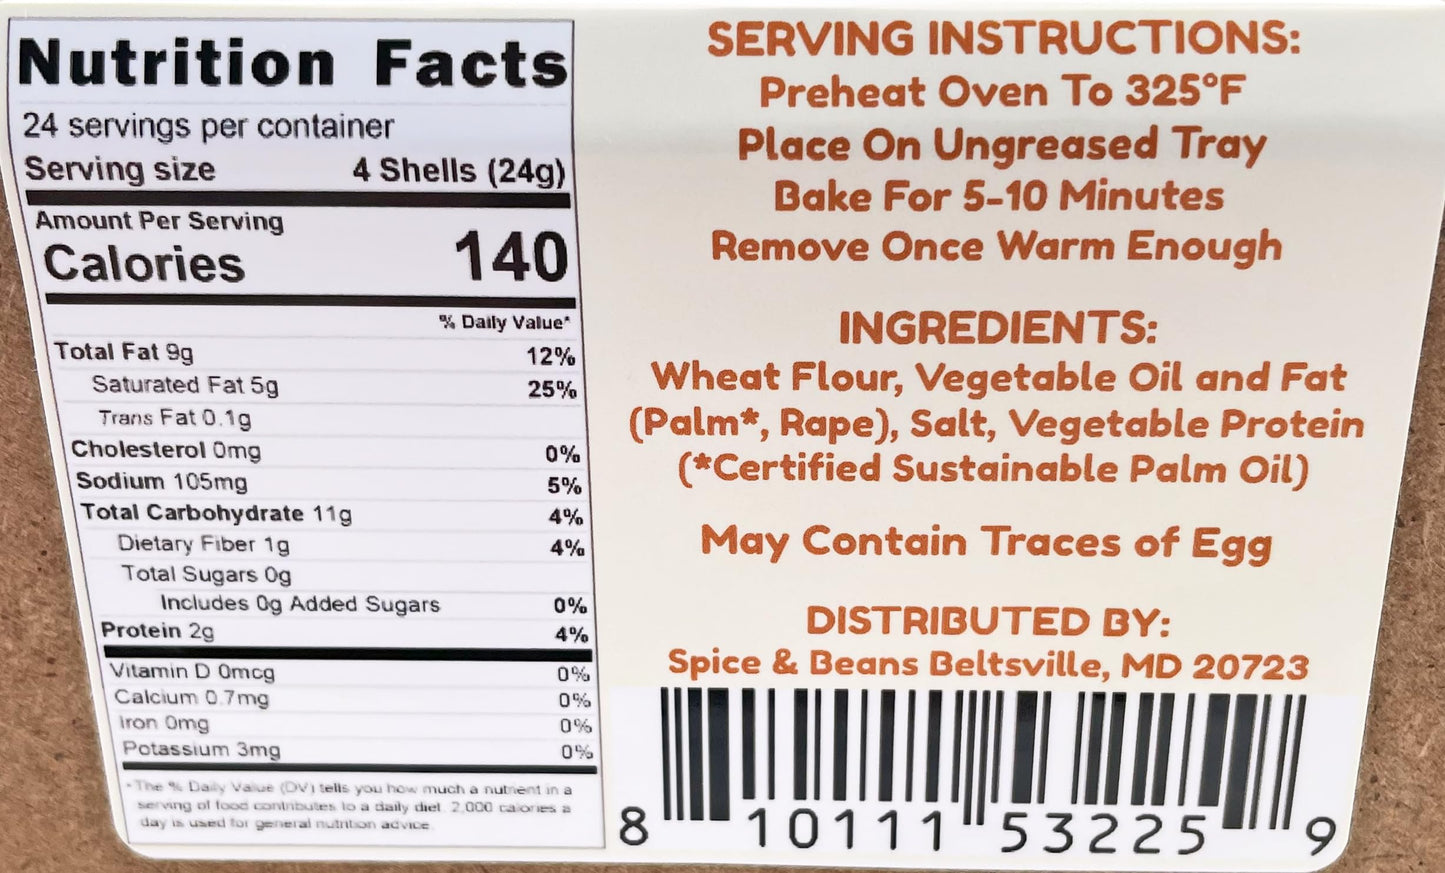 Nutrition Facts
24 servings per container
Serving size 4 Shells (24g)
Amount Per Serving
Calories 140
% Daily Value*
Total Fat 9g 12%
Saturated Fat 5g 25%
Trans Fat 0.1g
Cholesterol 0mg 0%
Sodium 105mg 5%
Total Carbohydrate 11g 4%
Dietary Fiber 1g 4%
Total Sugars 0g
Includes 0g Added Sugars 0%
Protein 2g 4%
Vitamin D 0mcg 0%
Calcium 0.7mg 0%
Iron 0mg 0%
Potassium 3mg 0%
*The % Daily Value (DV) tells you how much a nutrient in a
serving of food contributes to a daily diet. 2,000 calories a
day is used for general nutrition advice.
SERVING INSTRUCTIONS:
Preheat Oven To 325°F
Place On Ungreased Tray
Bake For 5-10 Minutes
Remove Once Warm Enough
INGREDIENTS:
Wheat Flour, Vegetable Oil and Fat
(Palm*, Rape), Salt, Vegetable Protein
(*Certified Sustainable Palm Oil)
May Contain Traces of Egg
DISTRIBUTED BY:
Spice & Beans Beltsville, MD 20723
8 10111 53225 9